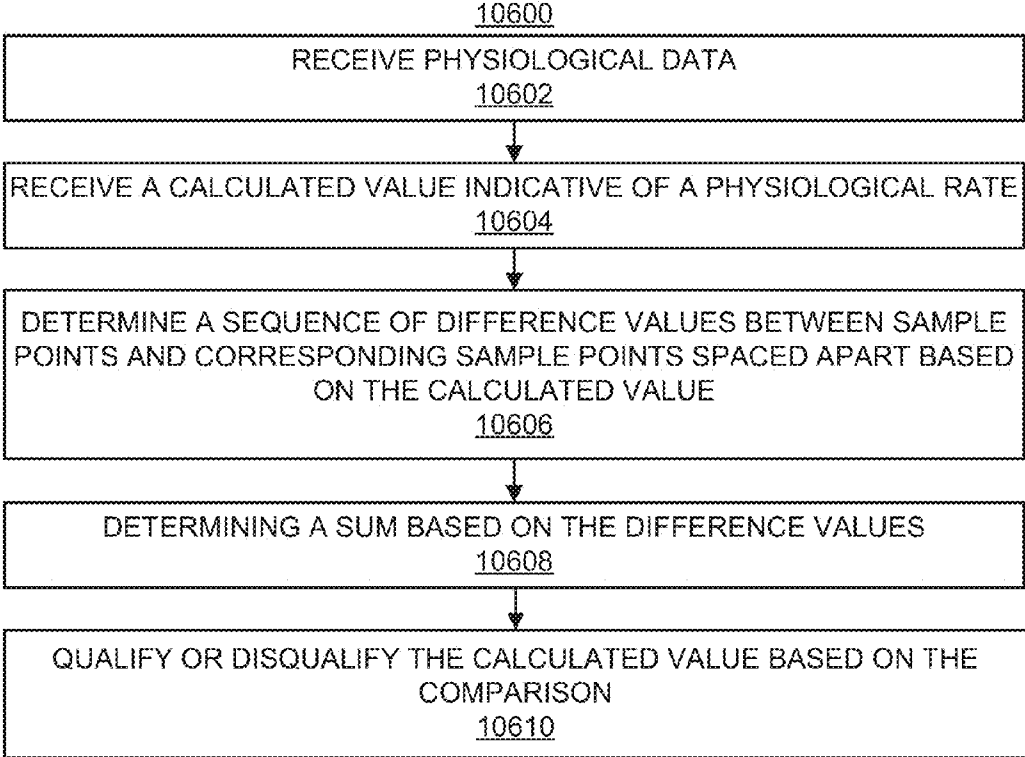 10600
RECEIVE PHYSIOLOGICAL DATA
10602
RECEIVE A CALCULATED VALUE INDICATIVE OF A PHYSIOLOGICAL RATE
10604
DETERMINE A SEQUENCE OF DIFFERENCE VALUES BETWEEN SAMPLE
POINTS AND CORRESPONDING SAMPLE POINTS SPACED APART BASED
ON THE CALCULATED VALUE
10606
DETERMINING A SUM BASED ON THE DIFFERENCE VALUES
10608
QUALIFY OR DISQUALIFY THE CALCULATED VALUE BASED ON THE
COMPARISON
10610